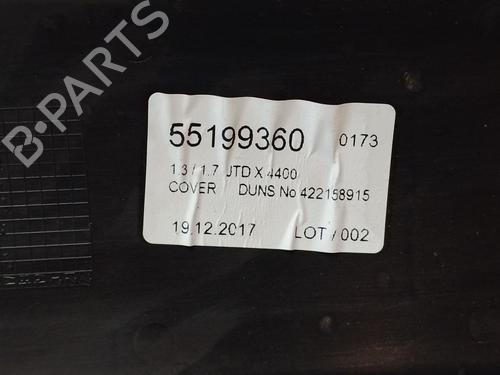 B-PARTS
55199360 0173
1.3 / 1.7 JTD X 4400
COVER DUNS No 422158915
19.12.2017 LOT / 002